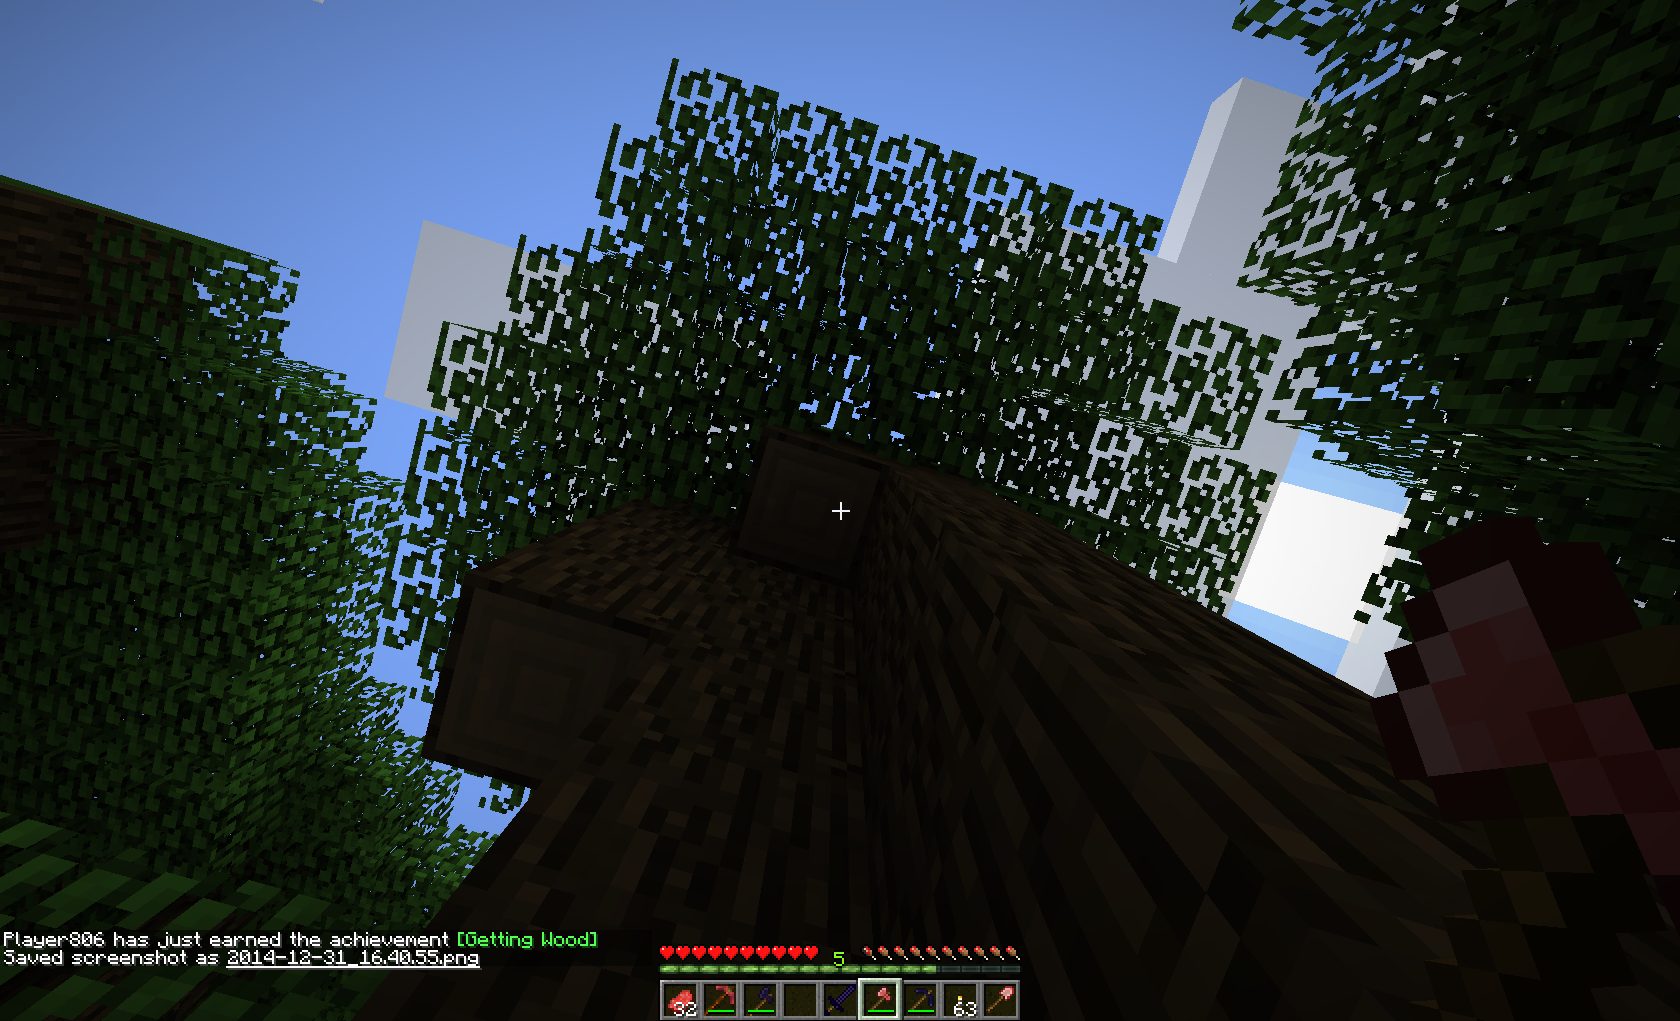 Player806 has just earned the achievement [Getting Wood]
Saved screenshot as 2014-12-31_16.40.55.png
5
32
63